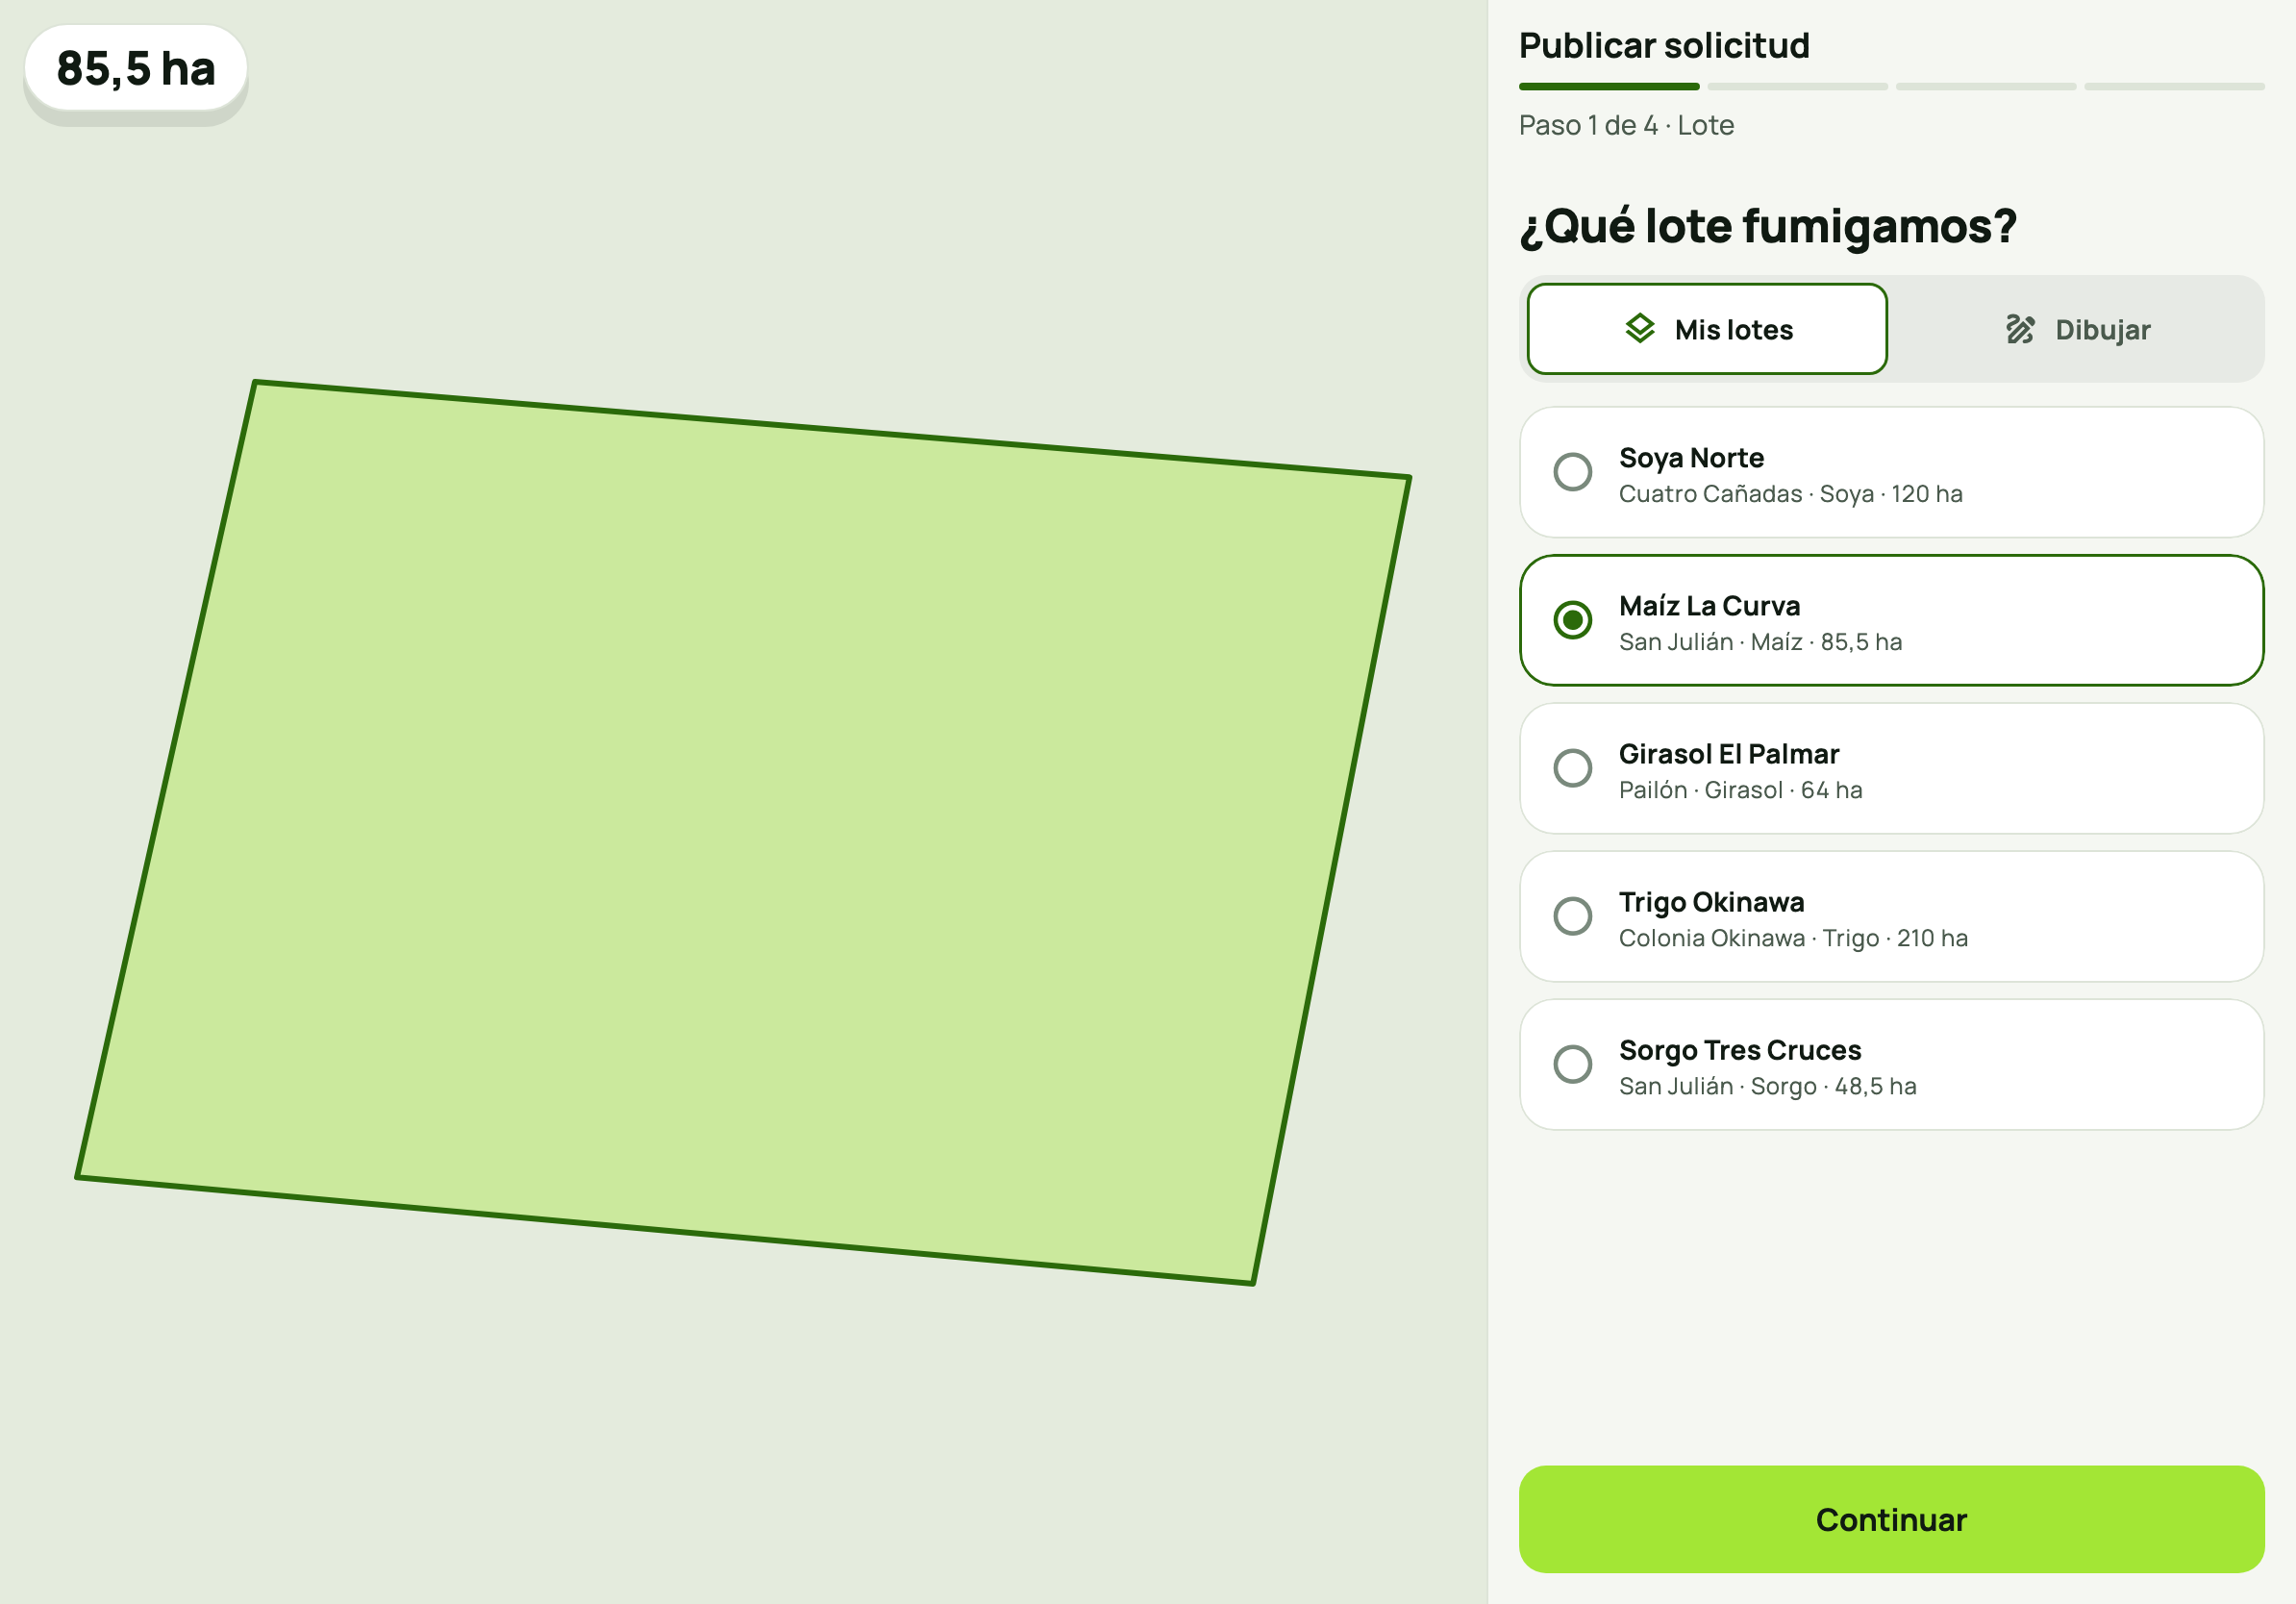 85,5 ha
Publicar solicitud
Paso 1 de 4 · Lote
¿Qué lote fumigamos?
Mis lotes
Dibujar
Soya Norte
Cuatro Cañadas · Soya · 120 ha
Maíz La Curva
San Julián · Maíz · 85,5 ha
Girasol El Palmar
Pailón · Girasol · 64 ha
Trigo Okinawa
Colonia Okinawa · Trigo · 210 ha
Sorgo Tres Cruces
San Julián · Sorgo · 48,5 ha
Continuar